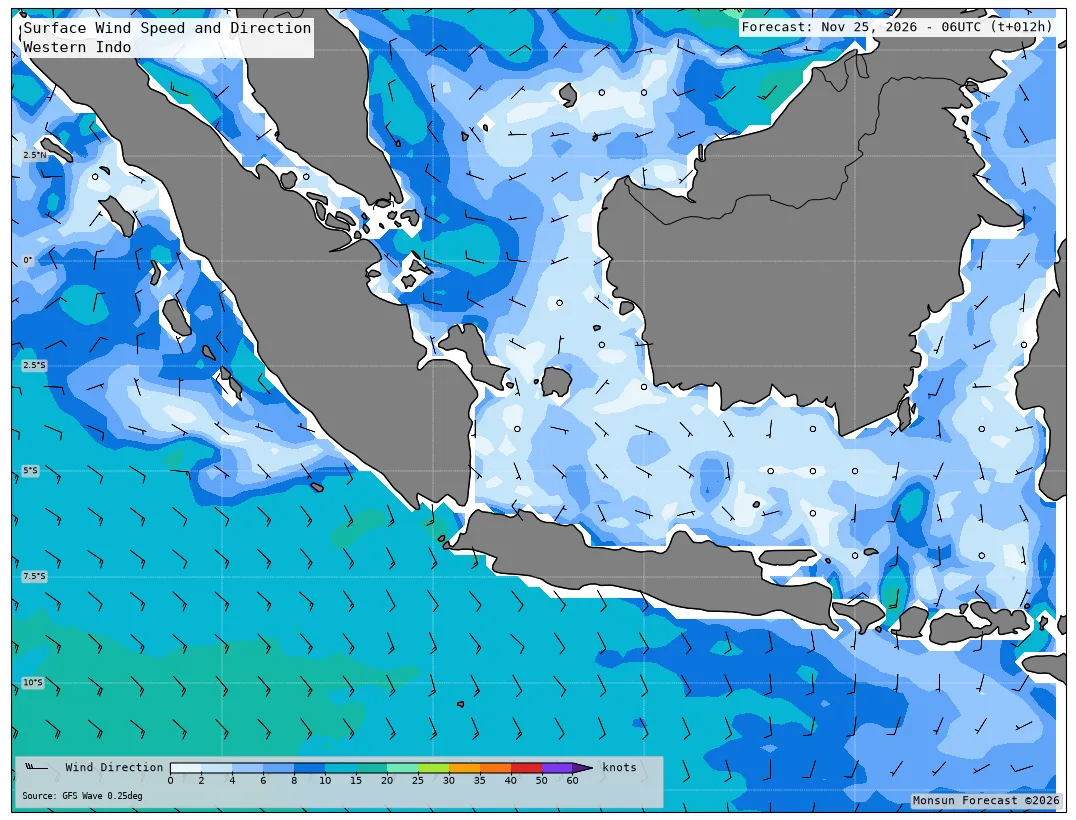 Surface Wind Speed and Direction
Western Indo
Forecast: Nov 25, 2026 - 06UTC (t+012h)
2.5°N
0°
2.5°S
5°S
7.5°S
10°S
Wind Direction
knots
0 2 4 6 8 10 15 20 25 30 35 40 50 60
Source: GFS Wave 0.25deg
Monsun Forecast ©2026